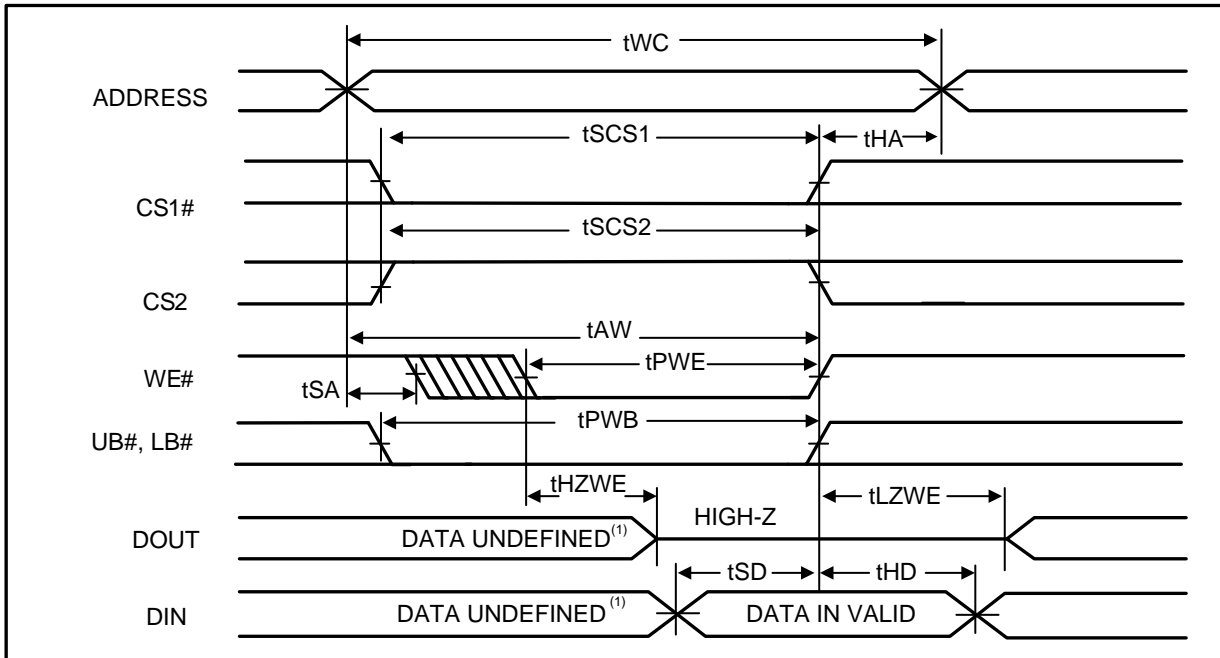 tWC
ADDRESS
tSCS1
tHA
CS1#
tSCS2
CS2
tAW
WE#
tPWE
tSA
tPWB
UB#, LB#
tHZWE
tLZWE
HIGH-Z
DOUT
DATA UNDEFINED(1)
tSD
tHD
DIN
DATA UNDEFINED (1)
DATA IN VALID